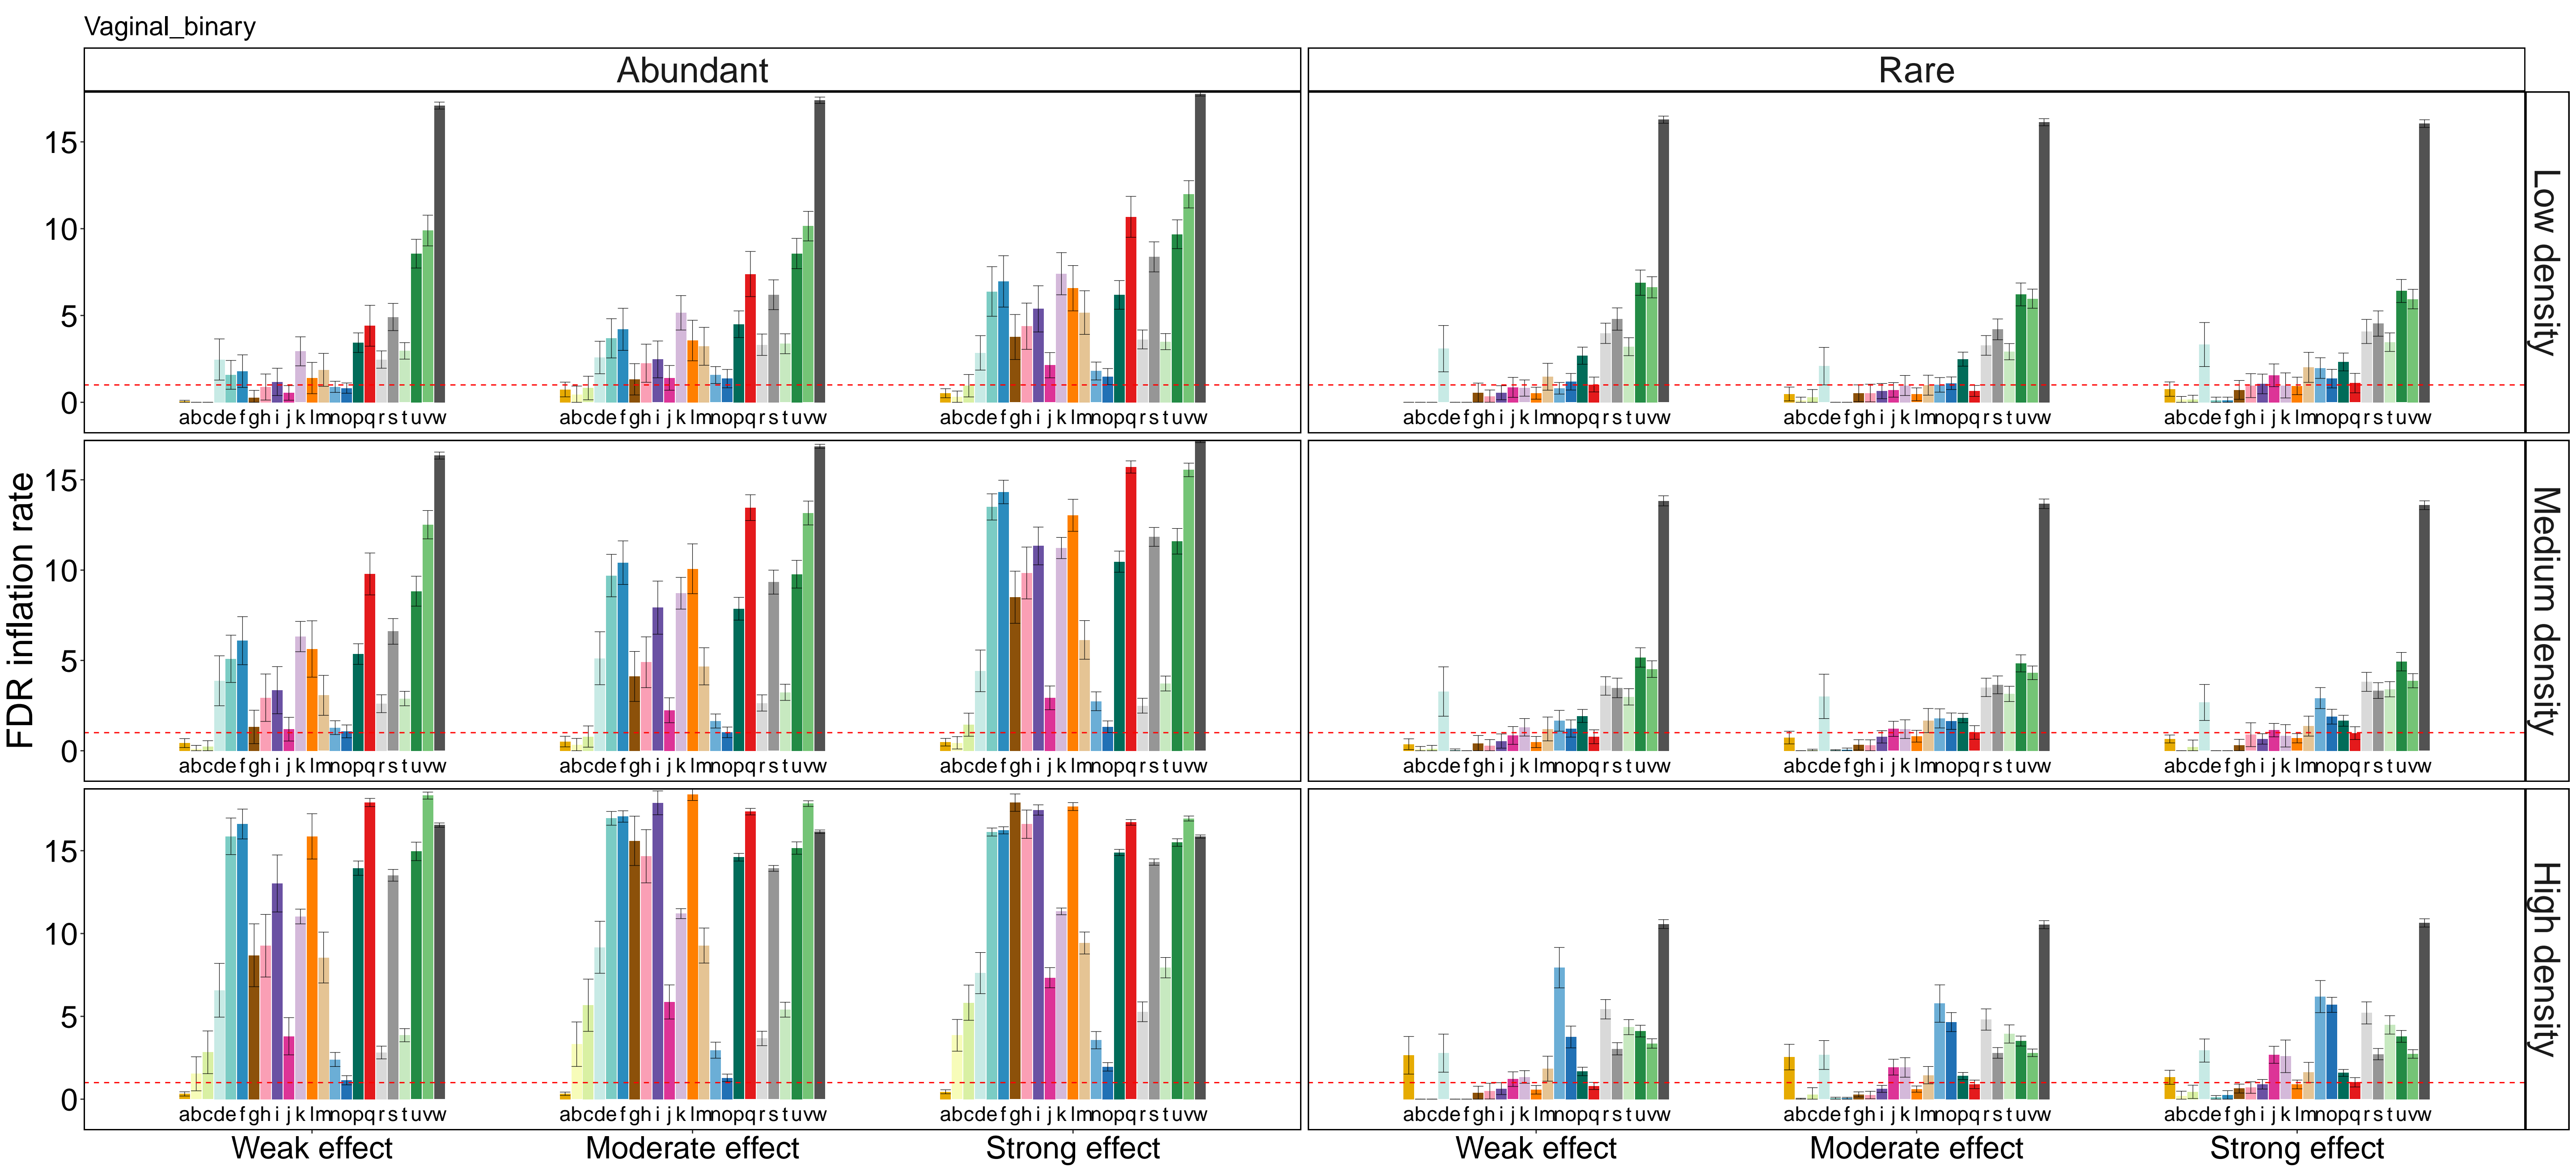 Vaginal_binary
Abundant
Rare
FDR inflation rate
15
10
5
0
abcdefghijklmnopqrstuvw
abcdefghijklmnopqrstuvw
abcdefghijklmnopqrstuvw
abcdefghijklmnopqrstuvw
abcdefghijklmnopqrstuvw
abcdefghijklmnopqrstuvw
Low density
15
10
5
0
abcdefghijklmnopqrstuvw
abcdefghijklmnopqrstuvw
abcdefghijklmnopqrstuvw
abcdefghijklmnopqrstuvw
abcdefghijklmnopqrstuvw
abcdefghijklmnopqrstuvw
Medium density
15
10
5
0
abcdefghijklmnopqrstuvw
abcdefghijklmnopqrstuvw
abcdefghijklmnopqrstuvw
abcdefghijklmnopqrstuvw
abcdefghijklmnopqrstuvw
abcdefghijklmnopqrstuvw
High density
Weak effect
Moderate effect
Strong effect
Weak effect
Moderate effect
Strong effect